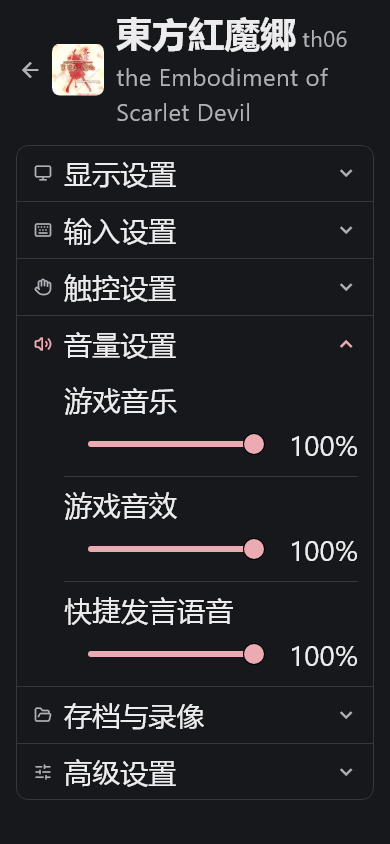 東方紅魔郷 th06
the Embodiment of
Scarlet Devil
显示设置
输入设置
触控设置
音量设置
游戏音乐
100%
游戏音效
100%
快捷发言语音
100%
存档与录像
高级设置